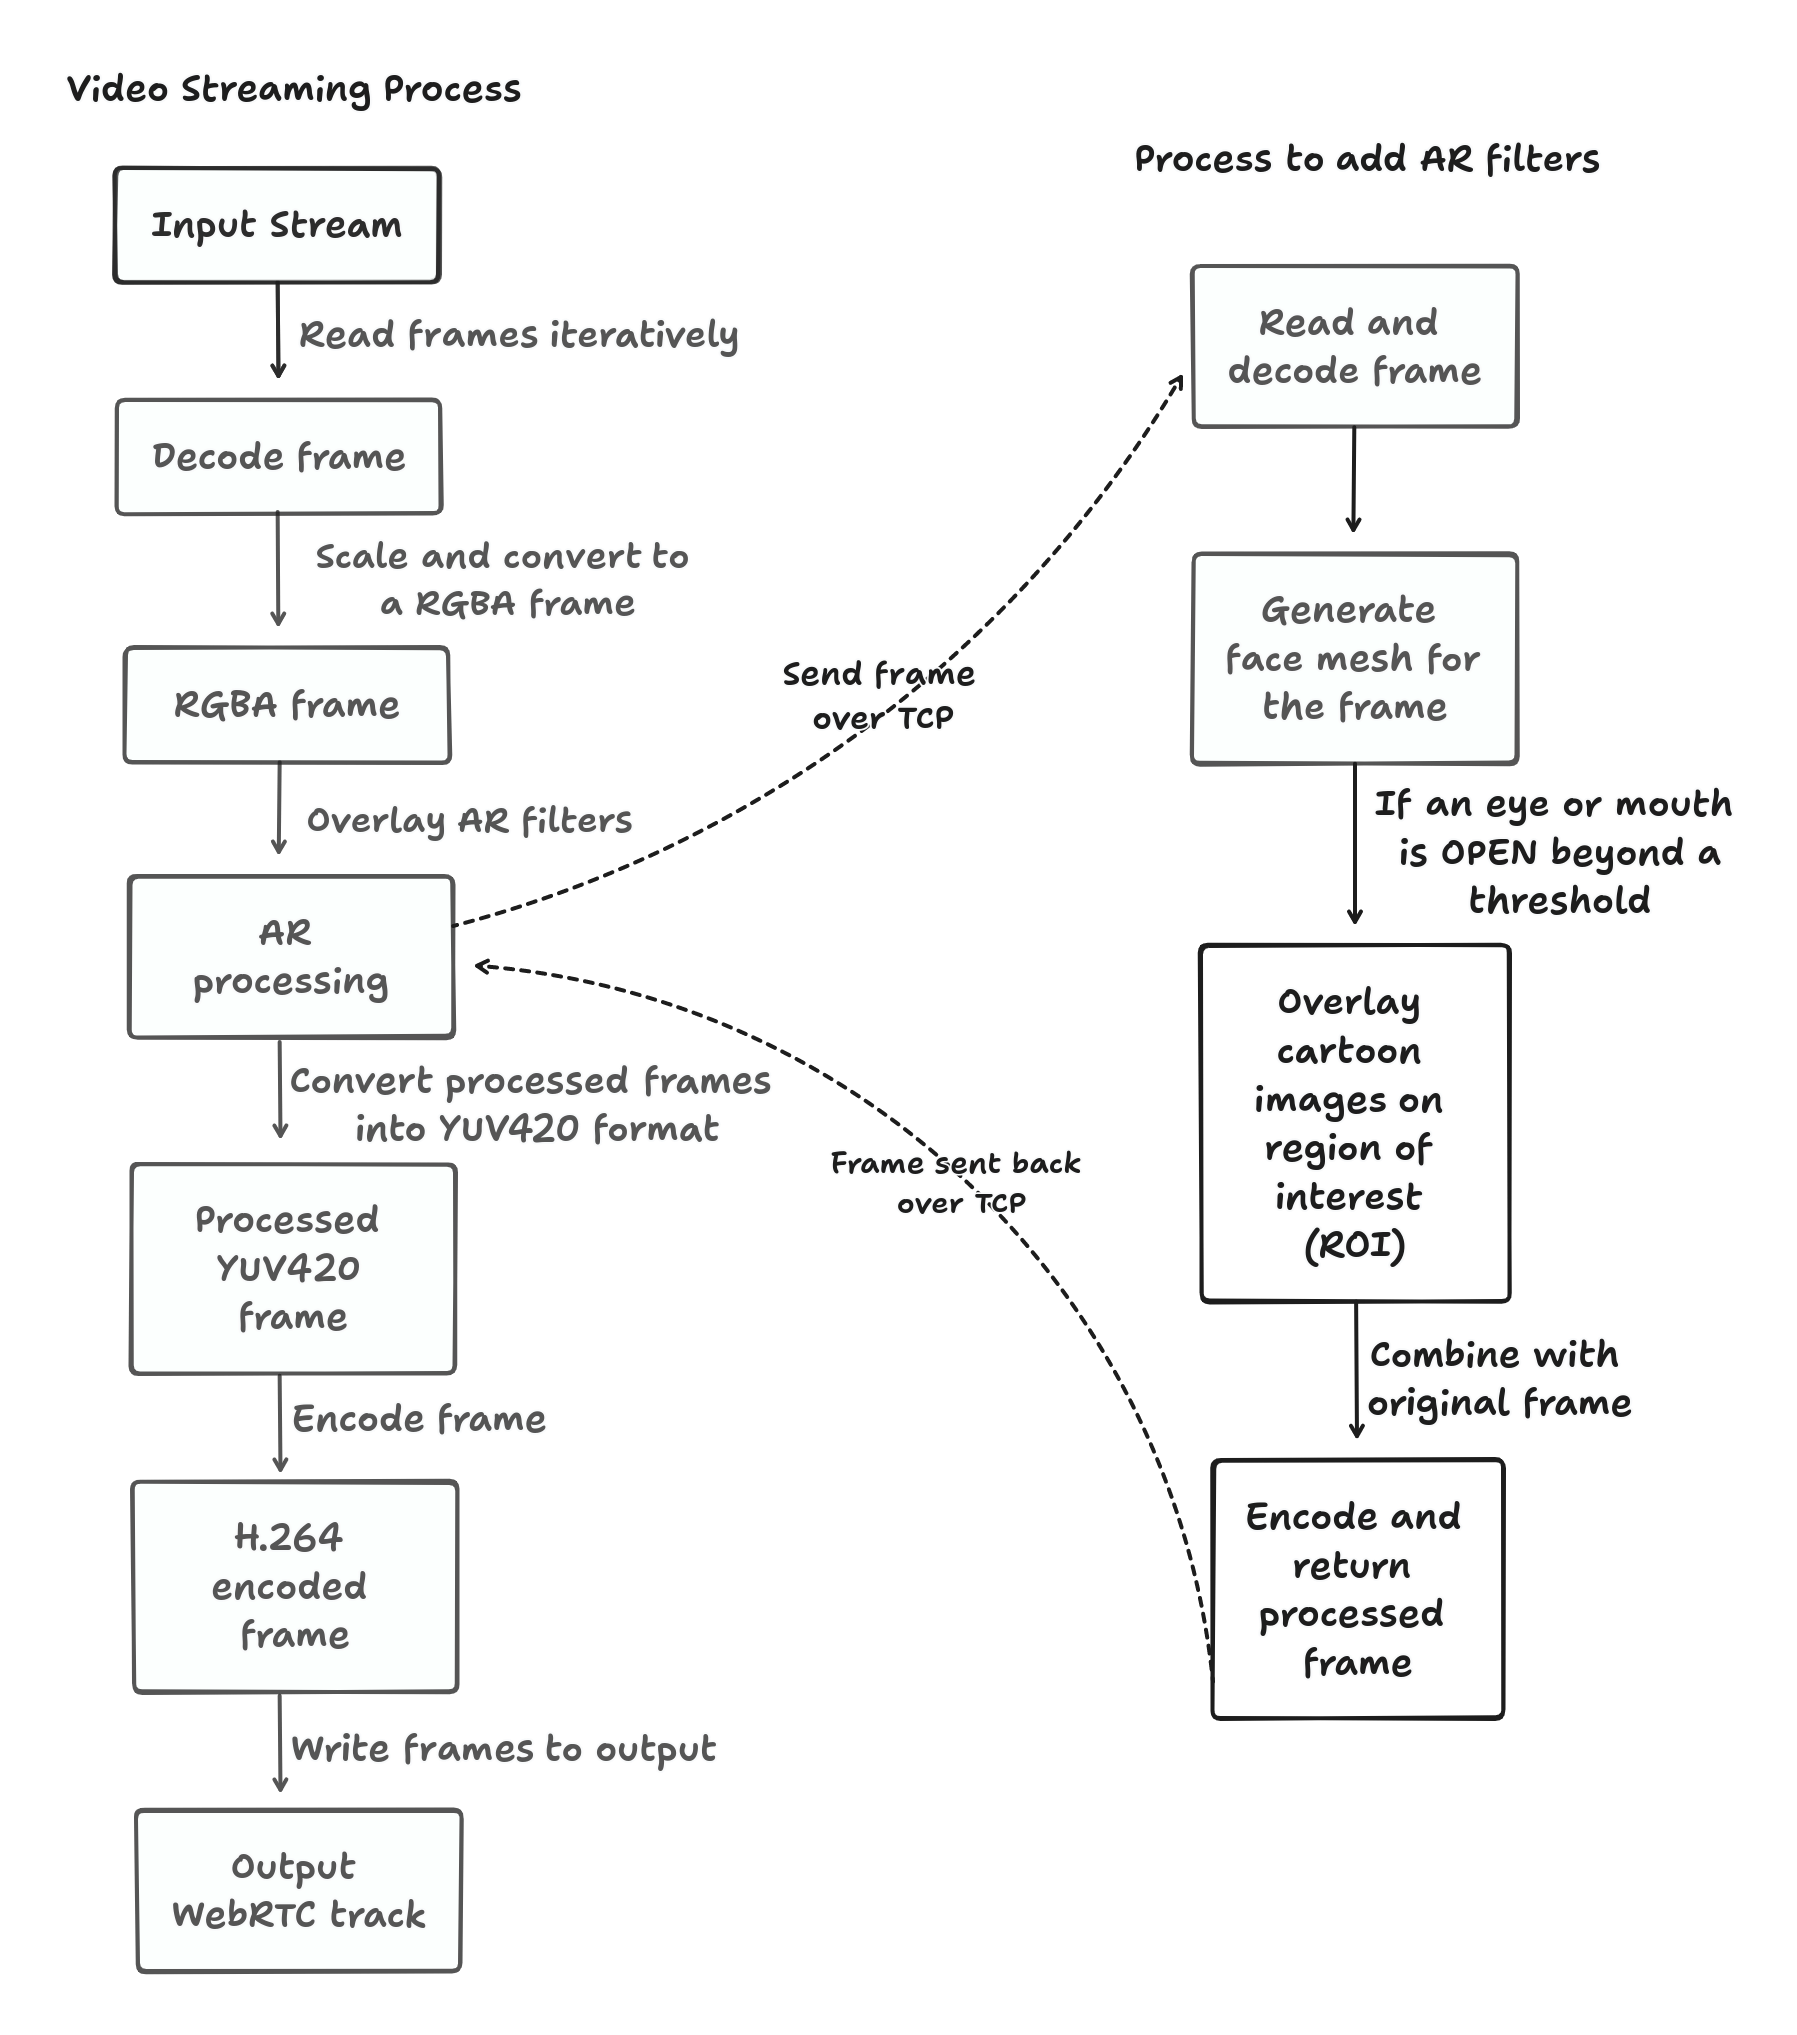 Video Streaming Process
Input Stream
Read frames iteratively
Decode frame
Scale and convert to
a RGBA frame
RGBA frame
Overlay AR filters
AR
processing
Convert processed frames
into YUV420 format
Processed
YUV420
frame
Encode frame
H.264
encoded
frame
Write frames to output
Output
WebRTC track
Send frame
over TCP
Frame sent back
over TCP
Process to add AR filters
Read and
decode frame
Generate
face mesh for
the frame
If an eye or mouth
is OPEN beyond a
threshold
Overlay
cartoon
images on
region of
interest
(ROI)
Combine with
original frame
Encode and
return
processed
frame